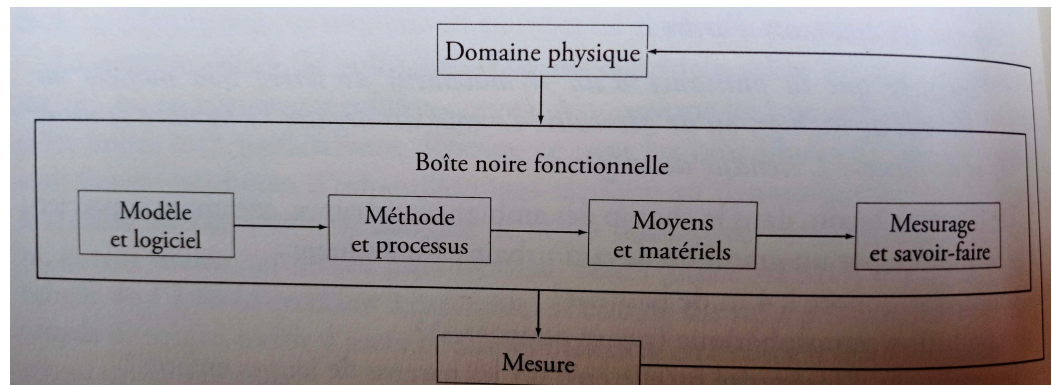 Domaine physique
Boîte noire fonctionnelle
Modèle
et logiciel
Méthode
et processus
Moyens
et matériels
Mesurage
et savoir-faire
Mesure